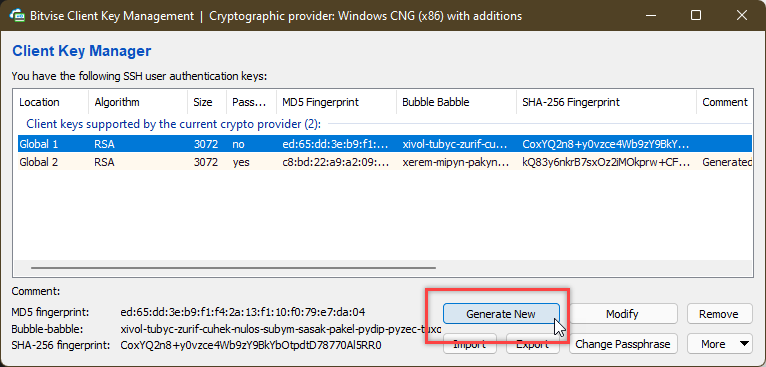 Bitvise Client Key Management | Cryptographic provider: Windows CNG (x86) with additions
Client Key Manager
You have the following SSH user authentication keys:
Location Algorithm Size Pass... MD5 Fingerprint Bubble Babble SHA-256 Fingerprint Comment
Client keys supported by the current crypto provider (2):
Global 1 RSA 3072 no ed:65:dd:3e:b9:f1:... xivol-tubyc-zurif-cu... CoxYQ2n8+y0vzce4Wb9zY9BkY...
Global 2 RSA 3072 yes c8:bd:22:a9:a2:09:... xerem-mipyn-pakyn... kQ83y6nkrB7sxOz2iMOkprw+CF... Generated
Comment:
MD5 fingerprint: ed:65:dd:3e:b9:f1:f4:2a:13:f1:10:f0:79:e7:da:04
Generate New Modify Remove
Bubble-babble: xivol-tubyc-zurif-cuhek-nulos-subym-sasak-pakel-pydip-pyzec-tuxo
SHA-256 fingerprint: CoxYQ2n8+y0vzce4Wb9zY9BkYbOtpdtD78770Al5RR0
Import Export Change Passphrase More